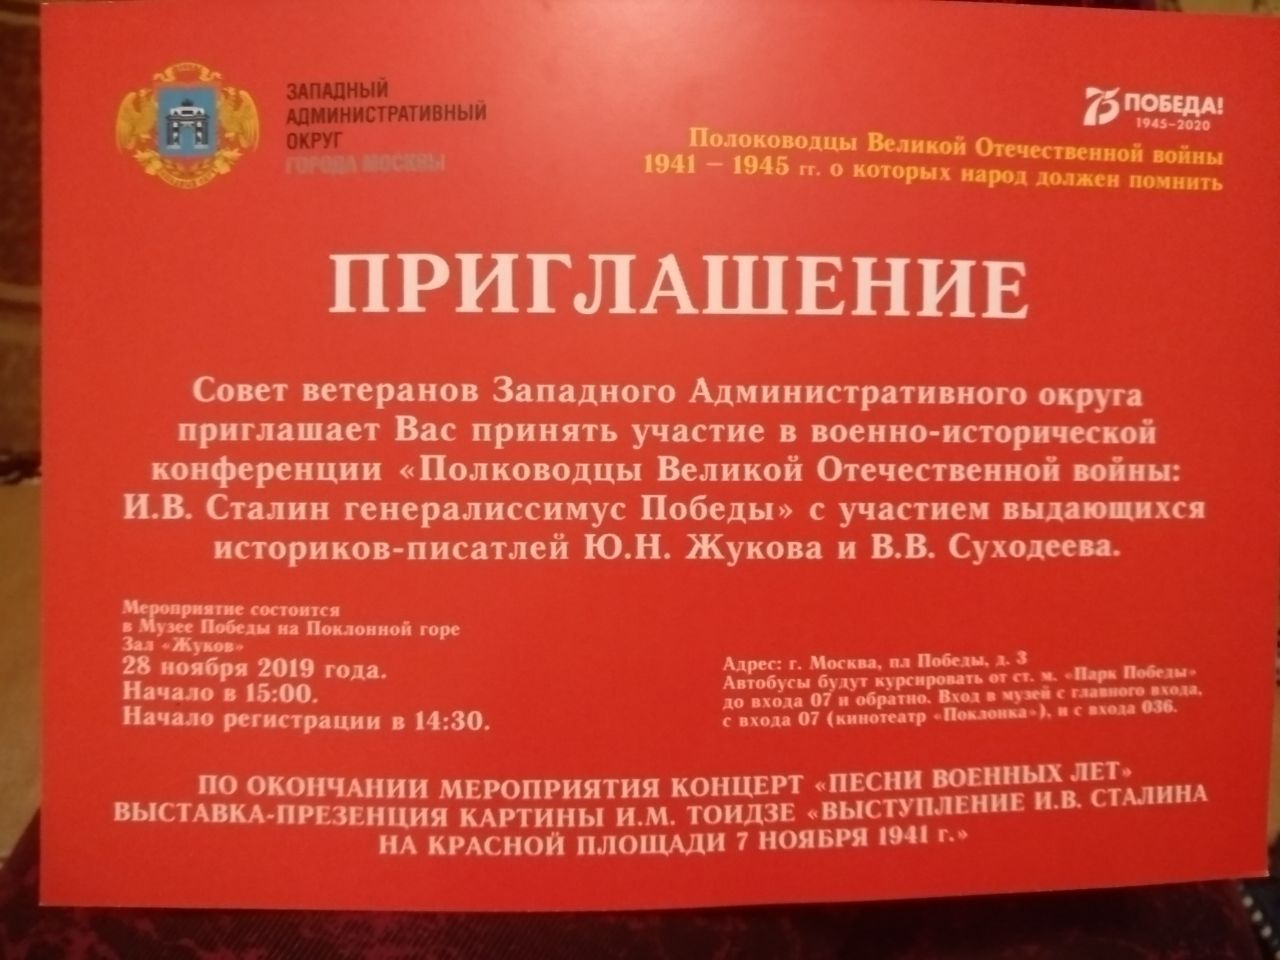 ЗАПАДНЫЙ
АДМИНИСТРАТИВНЫЙ
ОКРУГ
ГОРОДА МОСКВЫ
75 ПОБЕДА!
1945–2020
Полоководцы Великой Отечественной войны
1941 – 1945 гг. о которых народ должен помнить
ПРИГЛАШЕНИЕ
Совет ветеранов Западного Административного округа
приглашает Вас принять участие в военно-исторической
конференции «Полководцы Великой Отечественной войны:
И.В. Сталин генералиссимус Победы» с участием выдающихся
историков-писатлей Ю.Н. Жукова и В.В. Суходеева.
Мероприятие состоится
в Музее Победы на Поклонной горе
Зал «Жуков»
28 ноября 2019 года.
Начало в 15:00.
Начало регистрации в 14:30.
Адрес: г. Москва, пл Победы, д. 3
Автобусы будут курсировать от ст. м. «Парк Победы»
до входа 07 и обратно. Вход в музей с главного входа,
с входа 07 (кинотеатр «Поклонка»), и с входа 036.
ПО ОКОНЧАНИИ МЕРОПРИЯТИЯ КОНЦЕРТ «ПЕСНИ ВОЕННЫХ ЛЕТ»
ВЫСТАВКА-ПРЕЗЕНЦИЯ КАРТИНЫ И.М. ТОИДЗЕ «ВЫСТУПЛЕНИЕ И.В. СТАЛИНА
НА КРАСНОЙ ПЛОЩАДИ 7 НОЯБРЯ 1941 г.»